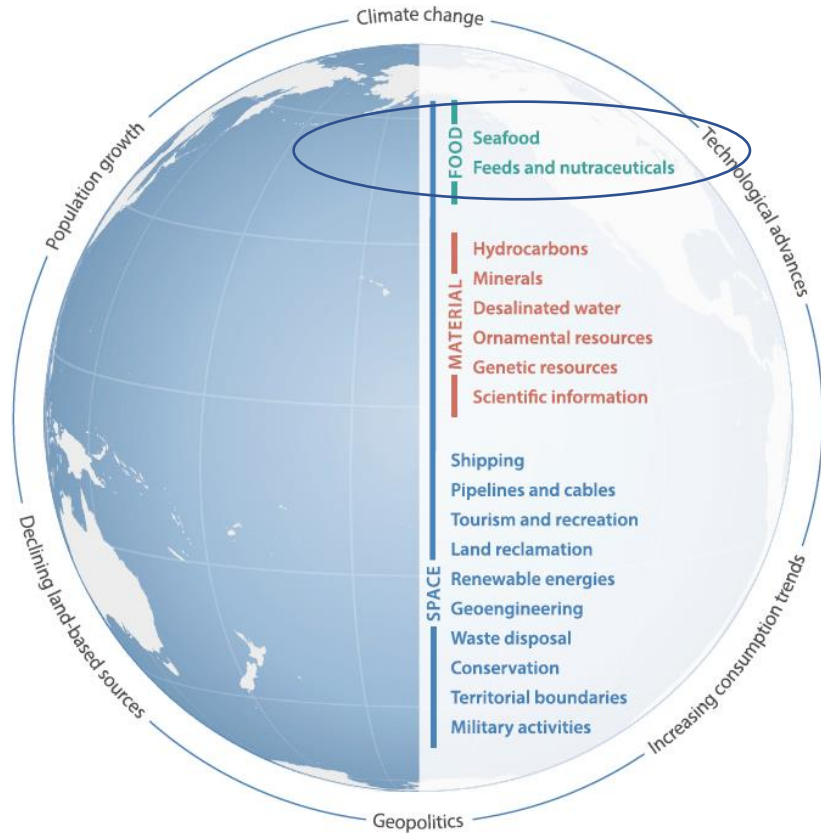 Climate change
Population growth
Technological advances
FOOD
Seafood
Feeds and nutraceuticals
MATERIAL
Hydrocarbons
Minerals
Desalinated water
Ornamental resources
Genetic resources
Scientific information
SPACE
Shipping
Pipelines and cables
Tourism and recreation
Land reclamation
Renewable energies
Geoengineering
Waste disposal
Conservation
Territorial boundaries
Military activities
Declining land-based sources
Increasing consumption trends
Geopolitics